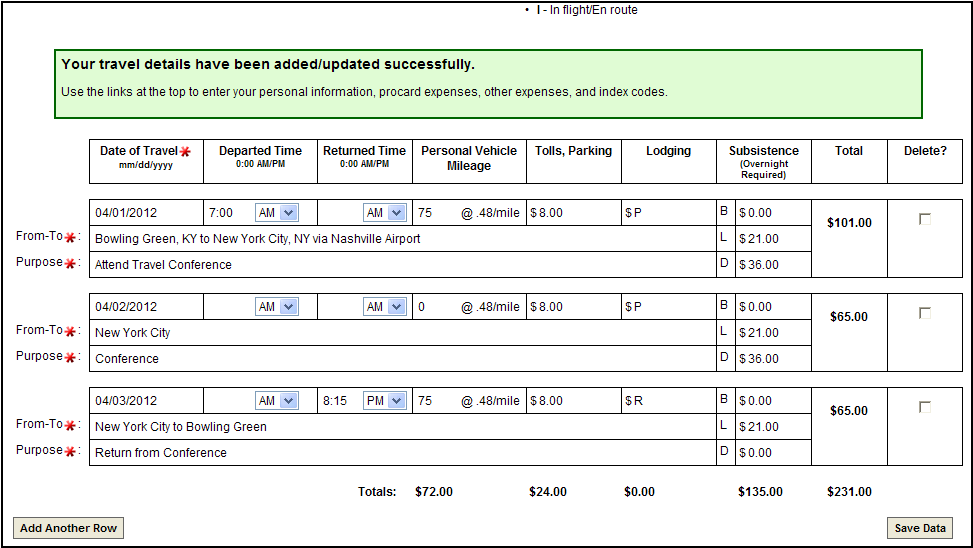 • I - In flight/En route
Your travel details have been added/updated successfully.
Use the links at the top to enter your personal information, procard expenses, other expenses, and index codes.
Date of Travel* Departed Time Returned Time Personal Vehicle Tolls, Parking Lodging Subsistence Total Delete?
mm/dd/yyyy 0:00 AM/PM 0:00 AM/PM Mileage (Overnight
Required)
04/01/2012 7:00 AM AM 75 @ .48/mile $ 8.00 $ P B $ 0.00 $101.00
From-To*: Bowling Green, KY to New York City, NY via Nashville Airport L $ 21.00
Purpose*: Attend Travel Conference D $ 36.00
04/02/2012 AM AM 0 @ .48/mile $ 8.00 $ P B $ 0.00 $65.00
From-To*: New York City L $ 21.00
Purpose*: Conference D $ 36.00
04/03/2012 AM 8:15 PM 75 @ .48/mile $ 8.00 $ R B $ 0.00 $65.00
From-To*: New York City to Bowling Green L $ 21.00
Purpose*: Return from Conference D $ 0.00
Totals: $72.00 $24.00 $0.00 $135.00 $231.00
Add Another Row Save Data